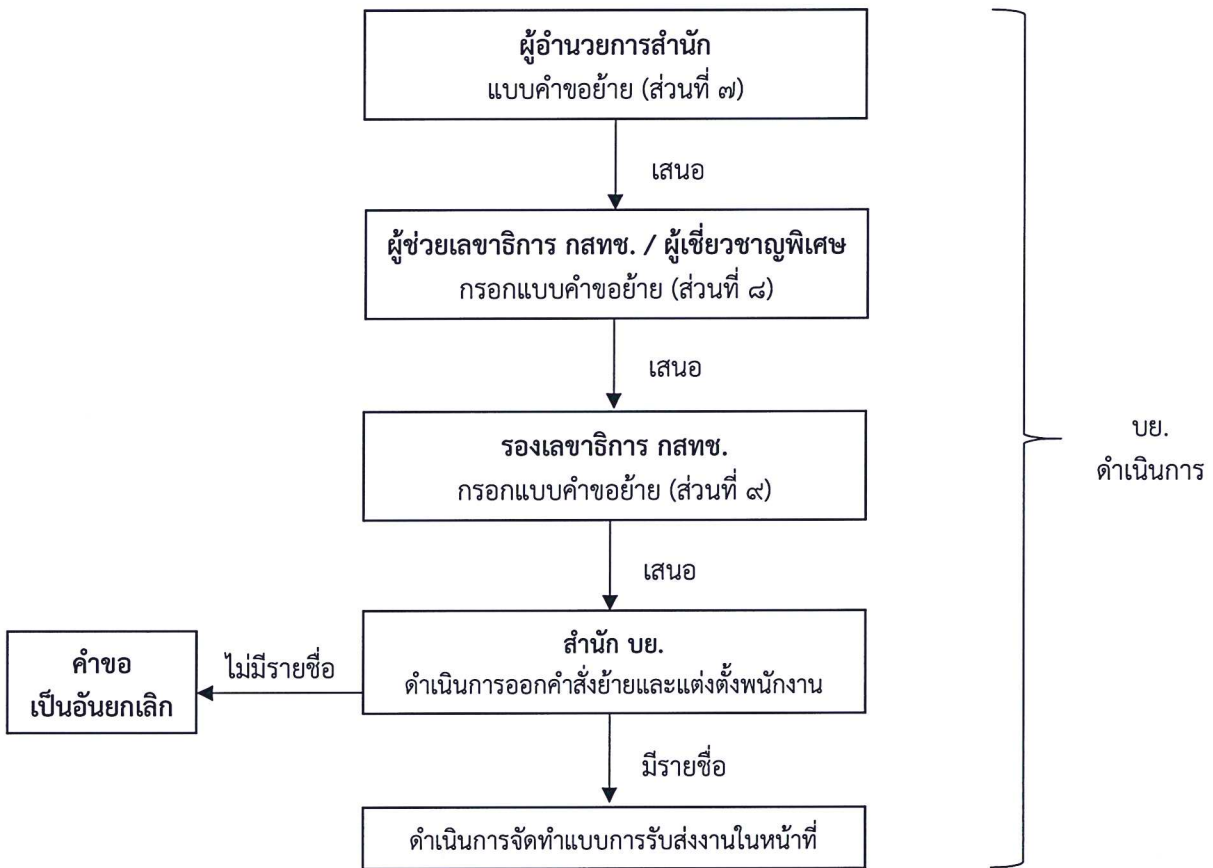 ผู้อำนวยการสำนัก
แบบคำขอย้าย (ส่วนที่ ๗)
เสนอ
ผู้ช่วยเลขาธิการ กสทช. / ผู้เชี่ยวชาญพิเศษ
กรอกแบบคำขอย้าย (ส่วนที่ ๘)
เสนอ
รองเลขาธิการ กสทช.
กรอกแบบคำขอย้าย (ส่วนที่ ๙)
บย.
ดำเนินการ
เสนอ
สำนัก บย.
ดำเนินการออกคำสั่งย้ายและแต่งตั้งพนักงาน
ไม่มีรายชื่อ
คำขอ
เป็นอันยกเลิก
มีรายชื่อ
ดำเนินการจัดทำแบบการรับส่งงานในหน้าที่